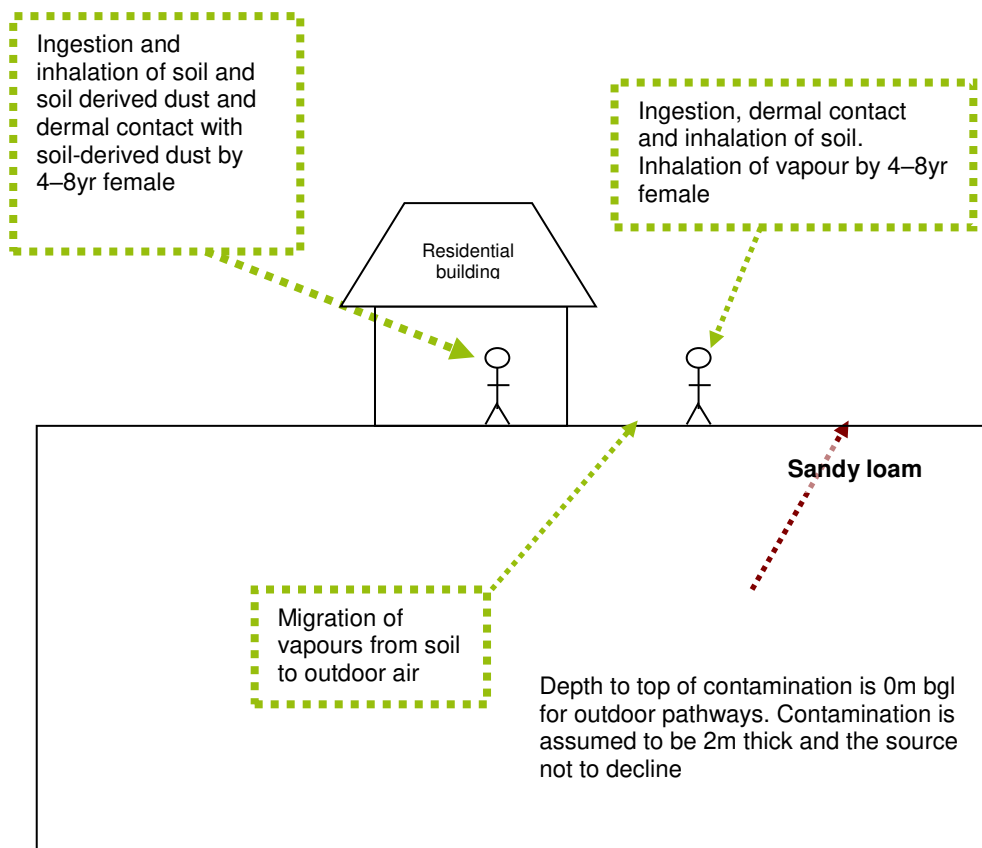 Ingestion and
inhalation of soil and
soil derived dust and
dermal contact with
soil-derived dust by
4–8yr female
Ingestion, dermal contact
and inhalation of soil.
Inhalation of vapour by 4–8yr
female
Residential
building
Sandy loam
Migration of
vapours from soil
to outdoor air
Depth to top of contamination is 0m bgl
for outdoor pathways. Contamination is
assumed to be 2m thick and the source
not to decline